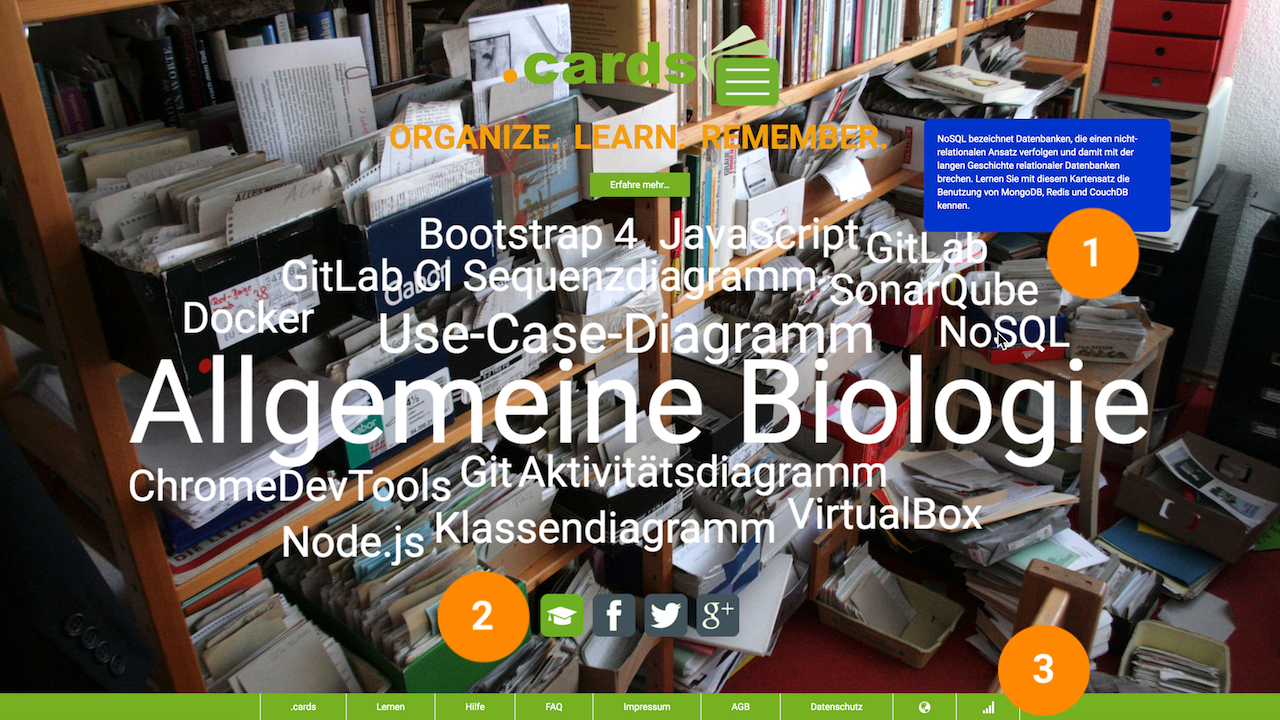 .cards
ORGANIZE. LEARN. REMEMBER.
Erfahre mehr...
NoSQL bezeichnet Datenbanken, die einen nicht-
relationalen Ansatz verfolgen und damit mit der
langen Geschichte relationaler Datenbanken
brechen. Lernen Sie mit diesem Kartensatz die
Benutzung von MongoDB, Redis und CouchDB
kennen.
1
Bootstrap 4 JavaScript GitLab
GitLab CI Sequenzdiagramm SonarQube
Docker Use-Case-Diagramm NoSQL
Allgemeine Biologie
ChromeDevTools Git Aktivitätsdiagramm
Node.js Klassendiagramm VirtualBox
gabor
gabor
2
f
g+
3
.cards Lernen Hilfe FAQ Impressum AGB Datenschutz